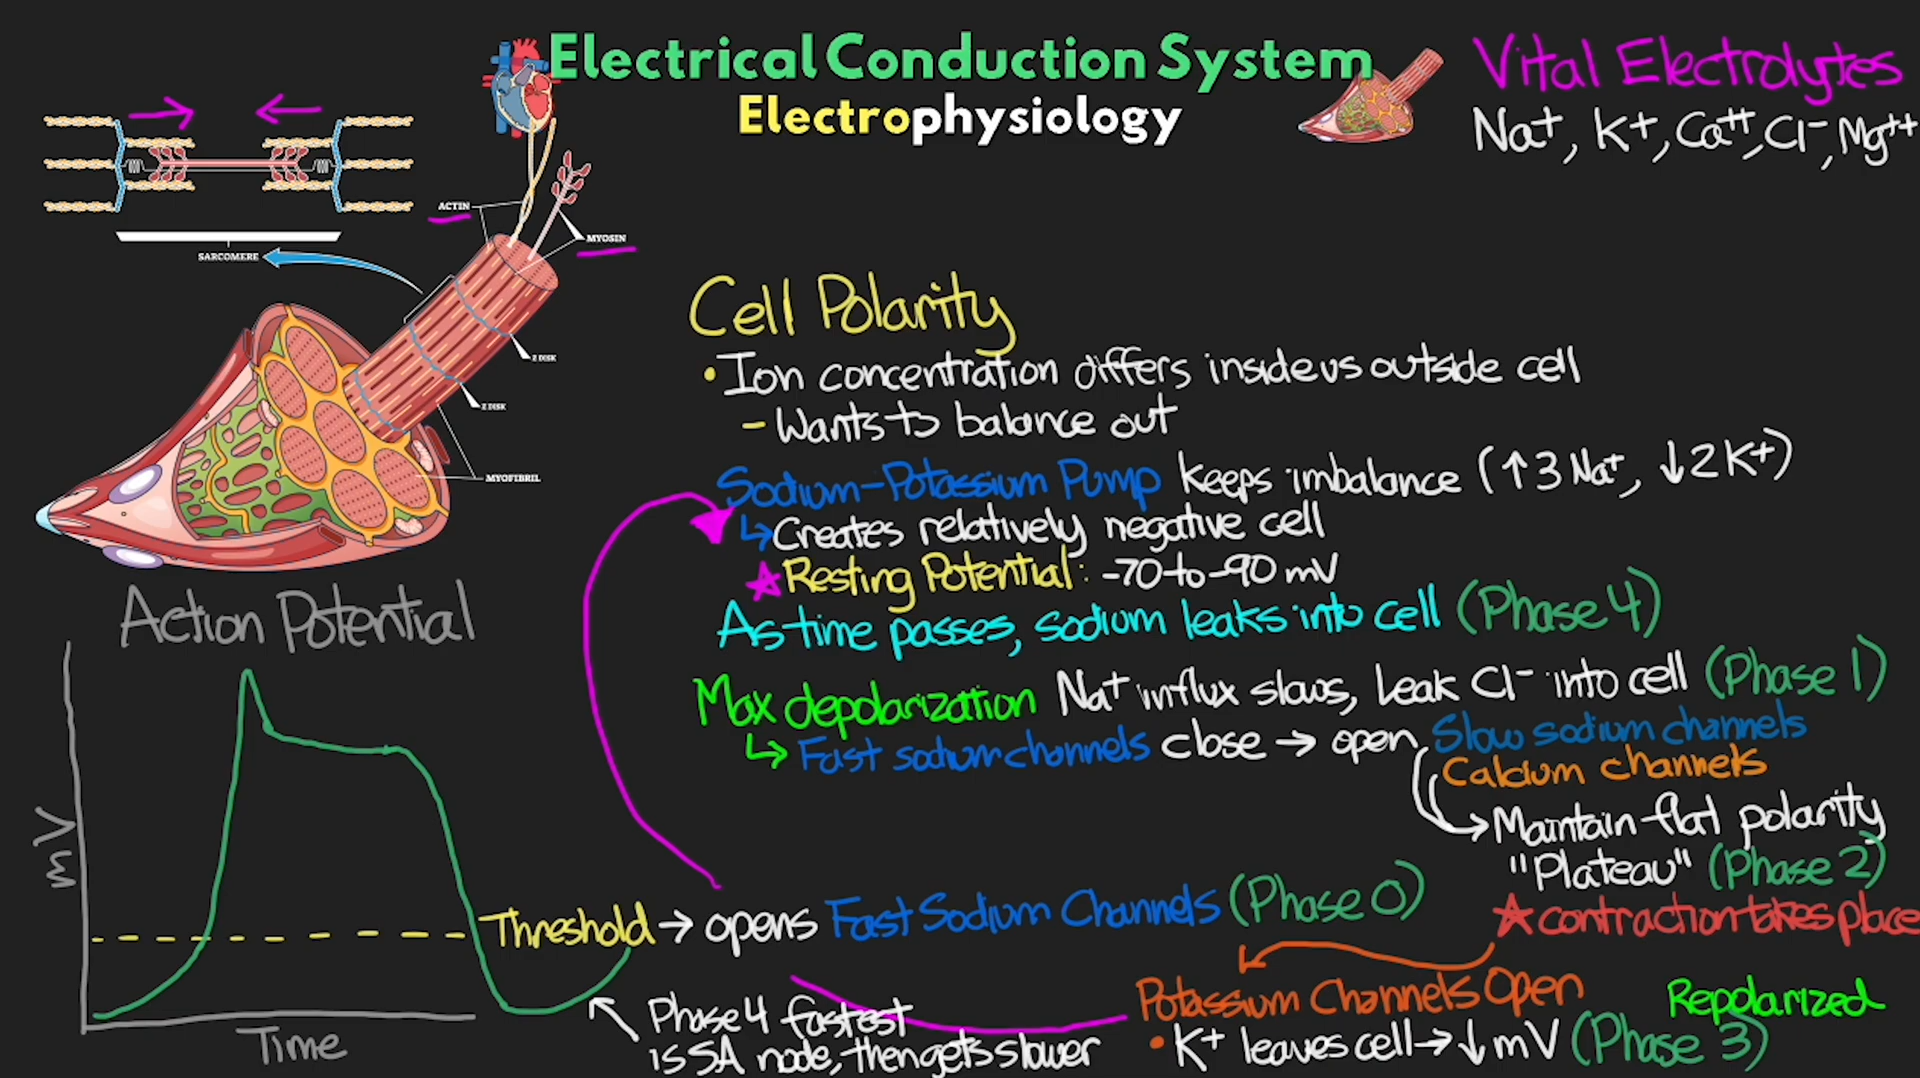 Electrical Conduction System
Electrophysiology
Vital Electrolytes
Na+, K+, Ca++, Cl-, Mg++
ACTIN
MYOSIN
SARCOMERE
Z DISK
Z DISK
MYOFIBRIL
Cell Polarity
• Ion concentration differs inside vs outside cell
- Wants to balance out
Sodium-Potassium Pump keeps imbalance (↑3 Na+, ↓2 K+)
↳ Creates relatively negative cell
★ Resting Potential: -70 to -90 mV
As time passes, sodium leaks into cell (Phase 4)
Max depolarization Na+ influx slows, Leak Cl- into cell (Phase 1)
↳ Fast sodium channels close → open Slow sodium channels
Calcium channels
→ Maintain flat polarity
"Plateau" (Phase 2)
★ contraction takes place
Action Potential
mV
Time
Threshold → opens Fast Sodium Channels (Phase 0)
Phase 4 fastest
is SA node, then gets slower
Potassium Channels Open
Repolarized
• K+ leaves cell → ↓ mV (Phase 3)